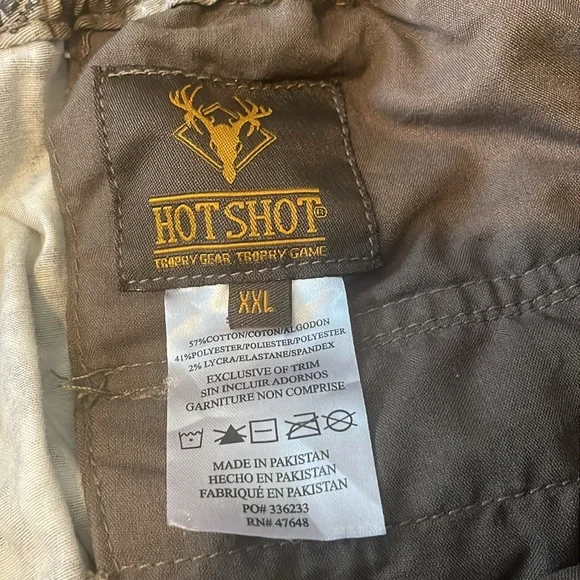 HOTSHOT®
TROPHY GEAR TROPHY GAME
XXL
57%COTTON/COTON/ALGODON
41%POLYESTER/POLIESTER/POLYESTER
2% LYCRA/ELASTANE/SPANDEX
EXCLUSIVE OF TRIM
SIN INCLUIR ADORNOS
GARNITURE NON COMPRISE
MADE IN PAKISTAN
HECHO EN PAKISTAN
FABRIQUÉ EN PAKISTAN
PO# 336233
RN# 47648